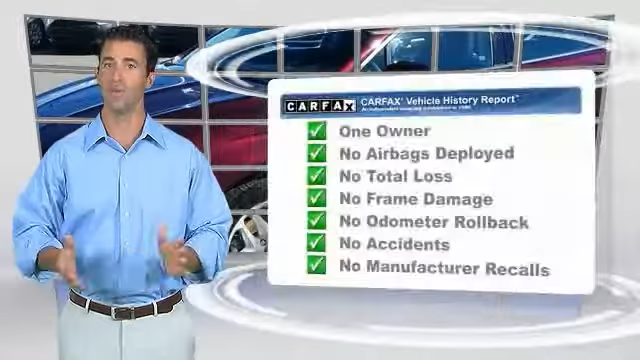 CARFAX CARFAX Vehicle History Report™
One Owner
No Airbags Deployed
No Total Loss
No Frame Damage
No Odometer Rollback
No Accidents
No Manufacturer Recalls